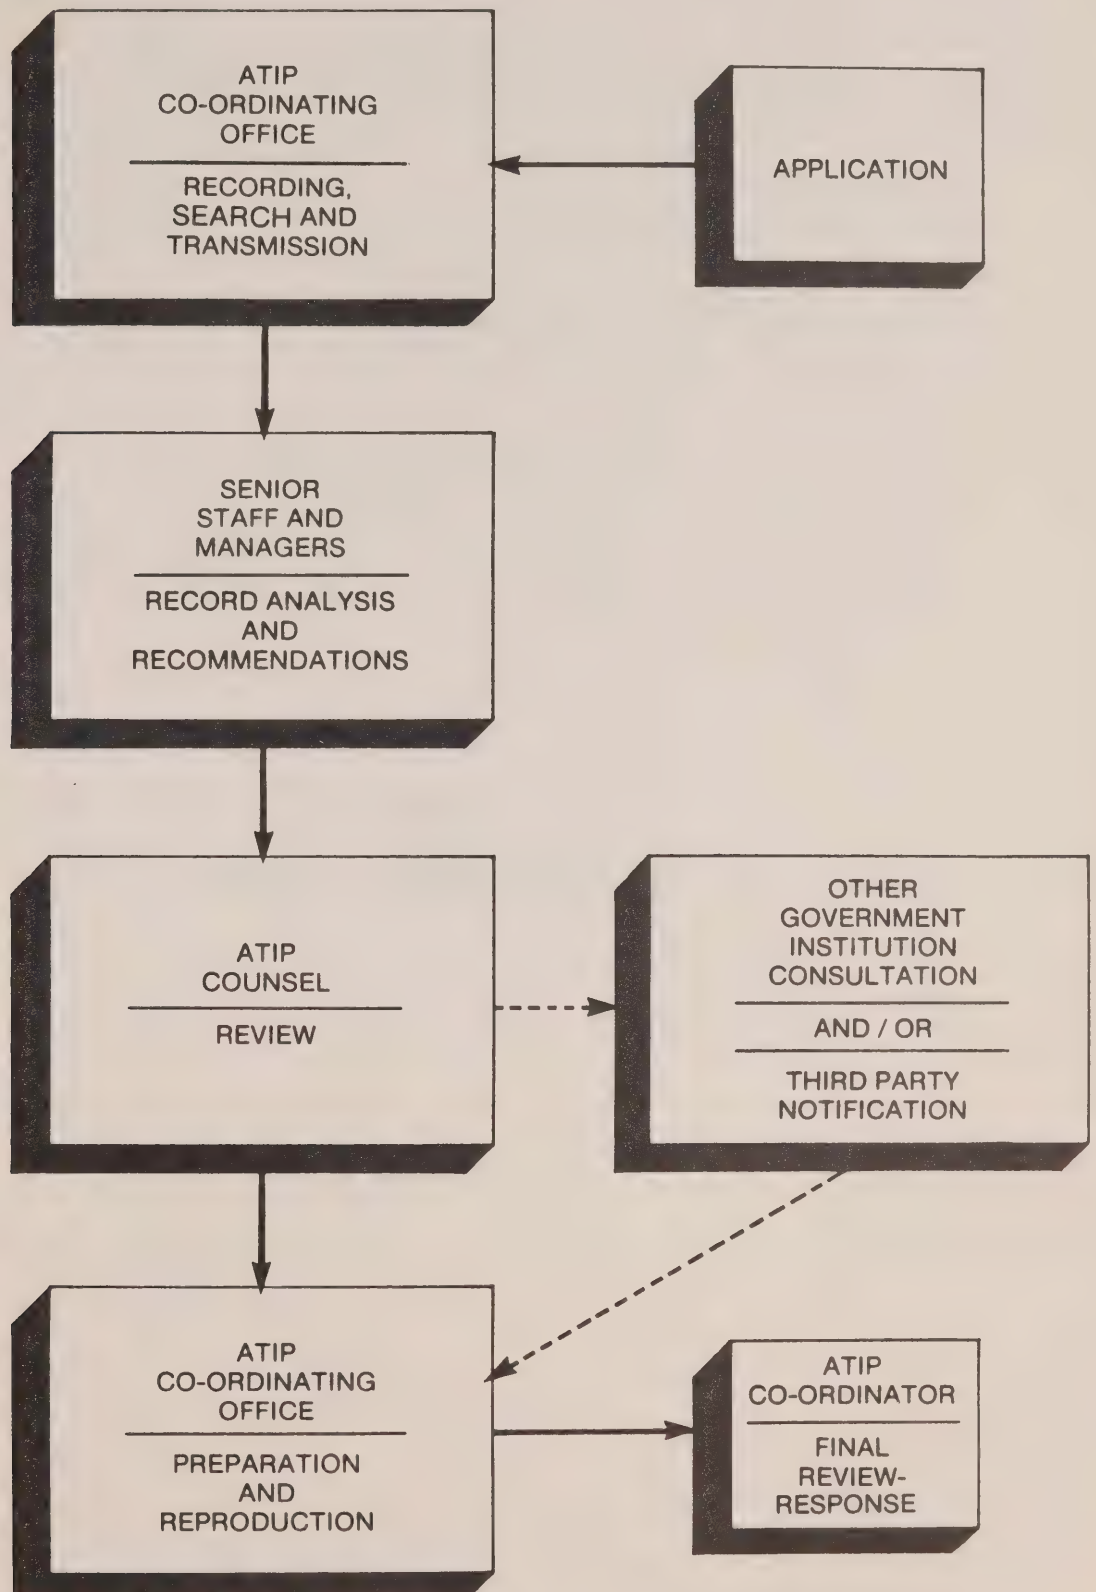 ATIP
CO-ORDINATING
OFFICE
RECORDING,
SEARCH AND
TRANSMISSION
APPLICATION
SENIOR
STAFF AND
MANAGERS
RECORD ANALYSIS
AND
RECOMMENDATIONS
ATIP
COUNSEL
REVIEW
OTHER
GOVERNMENT
INSTITUTION
CONSULTATION
AND / OR
THIRD PARTY
NOTIFICATION
ATIP
CO-ORDINATING
OFFICE
PREPARATION
AND
REPRODUCTION
ATIP
CO-ORDINATOR
FINAL
REVIEW-
RESPONSE